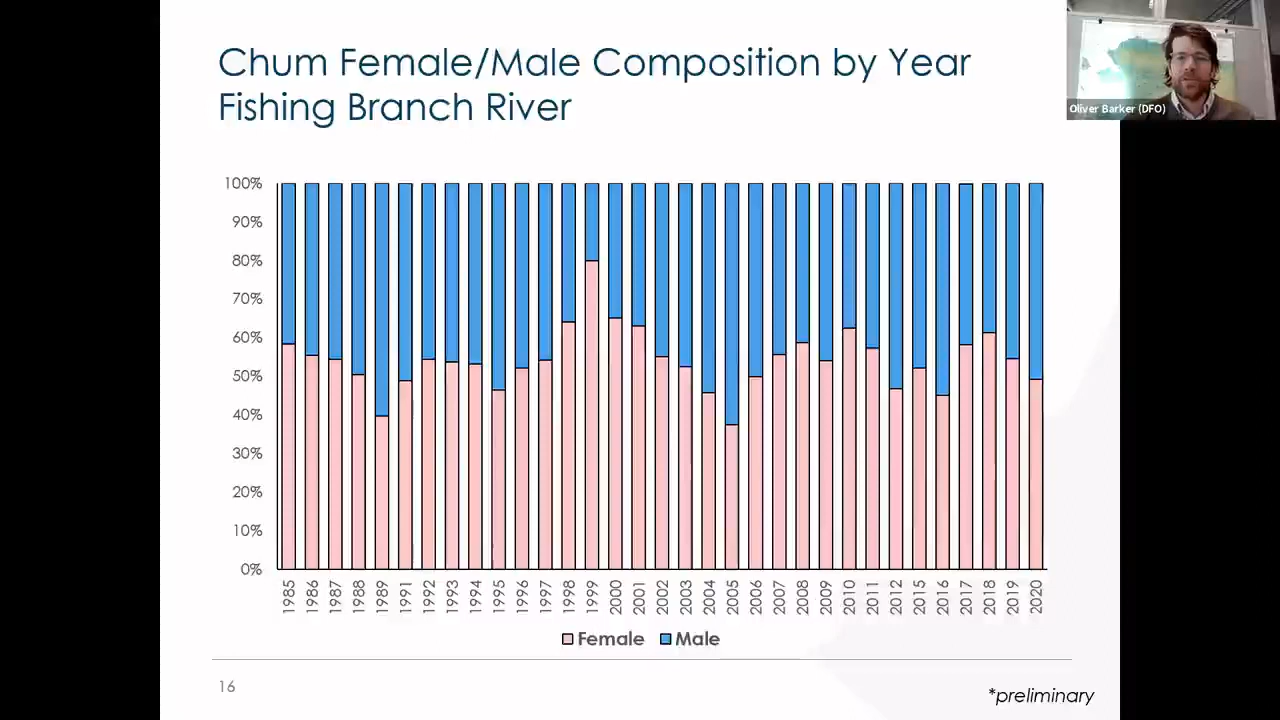 Chum Female/Male Composition by Year
Fishing Branch River
Oliver Barker (DFO)
100%
90%
80%
70%
60%
50%
40%
30%
20%
10%
0%
1985 1986 1987 1988 1989 1991 1992 1993 1994 1995 1996 1997 1998 1999 2000 2001 2002 2003 2004 2005 2006 2007 2008 2009 2010 2011 2012 2015 2016 2017 2018 2019 2020
Female Male
16
*preliminary